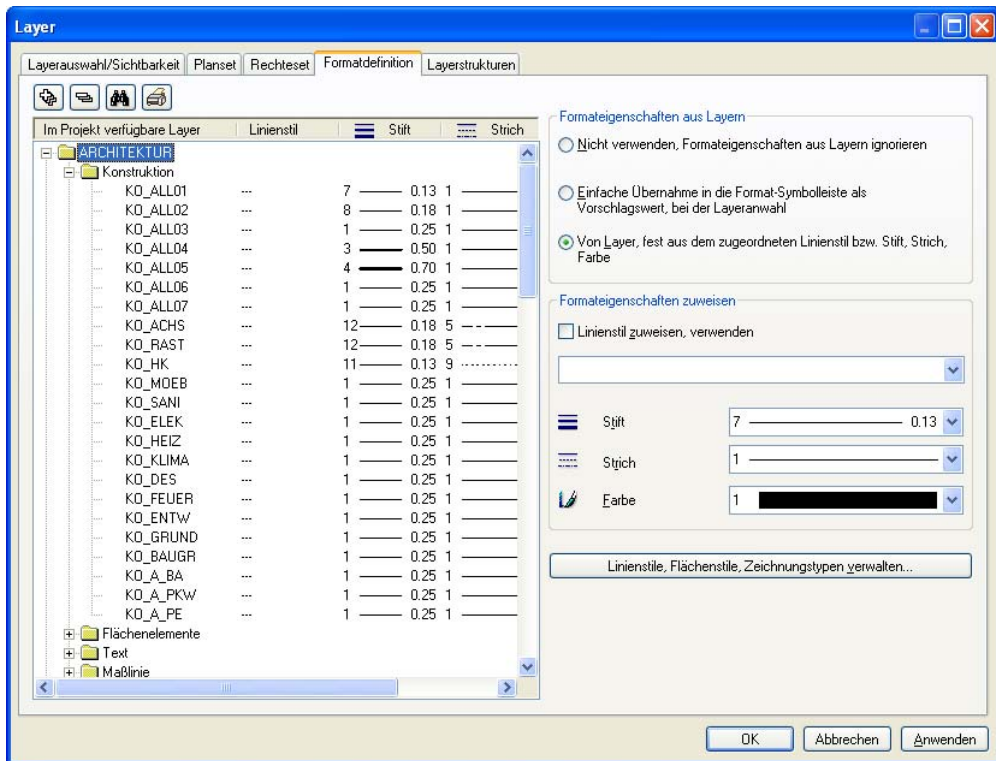 Layer
Layerauswahl/Sichtbarkeit Planset Rechteset Formatdefinition Layerstrukturen
Im Projekt verfügbare Layer Linienstil Stift Strich
ARCHITEKTUR
Konstruktion
KO_ALL01 --- 7 0.13 1
KO_ALL02 --- 8 0.18 1
KO_ALL03 --- 1 0.25 1
KO_ALL04 --- 3 0.50 1
KO_ALL05 --- 4 0.70 1
KO_ALL06 --- 1 0.25 1
KO_ALL07 --- 1 0.25 1
KO_ACHS --- 12 0.18 5
KO_RAST --- 12 0.18 5
KO_HK --- 11 0.13 9
KO_MOEB --- 1 0.25 1
KO_SANI --- 1 0.25 1
KO_ELEK --- 1 0.25 1
KO_HEIZ --- 1 0.25 1
KO_KLIMA --- 1 0.25 1
KO_DES --- 1 0.25 1
KO_FEUER --- 1 0.25 1
KO_ENTW --- 1 0.25 1
KO_GRUND --- 1 0.25 1
KO_BAUGR --- 1 0.25 1
KO_A_BA --- 1 0.25 1
KO_A_PKW --- 1 0.25 1
KO_A_PE --- 1 0.25 1
Flächenelemente
Text
Maßlinie
Formateigenschaften aus Layern
Nicht verwenden, Formateigenschaften aus Layern ignorieren
Einfache Übernahme in die Format-Symbolleiste als
Vorschlagswert, bei der Layeranwahl
Von Layer, fest aus dem zugeordneten Linienstil bzw. Stift, Strich,
Farbe
Formateigenschaften zuweisen
Linienstil zuweisen, verwenden
Stift 7 0.13
Strich 1
Farbe 1
Linienstile, Flächenstile, Zeichnungstypen verwalten...
OK Abbrechen Anwenden